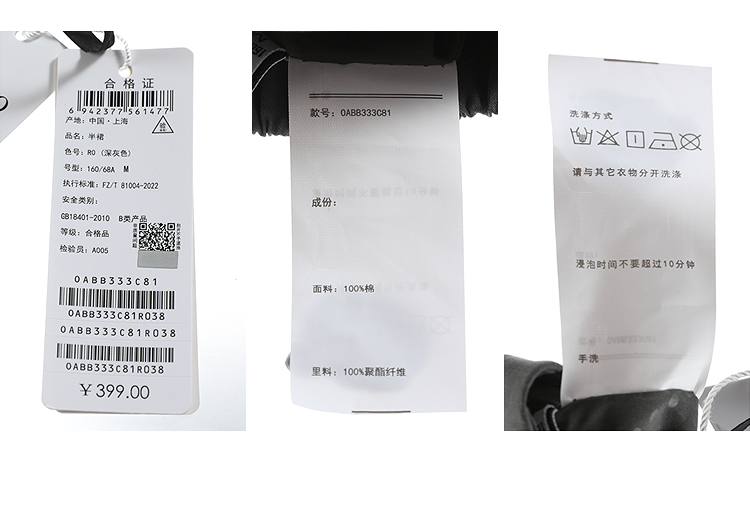 合格证
6 942377 561477
产地：中国·上海
品名：半裙
色号：R0（深灰色）
号型：160/68A M
执行标准：FZ/T 81004-2022
安全类别：
GB18401-2010 B类产品
等级：合格品
检验员：A005
0ABB333C81
0ABB333C81R038
0ABB333C81R038
0ABB333C81R038
￥399.00
款号：0ABB333C81
成份：
面料：100%棉
里料：100%聚酯纤维
洗涤方式
请与其它衣物分开洗涤
浸泡时间不要超过10分钟
手洗